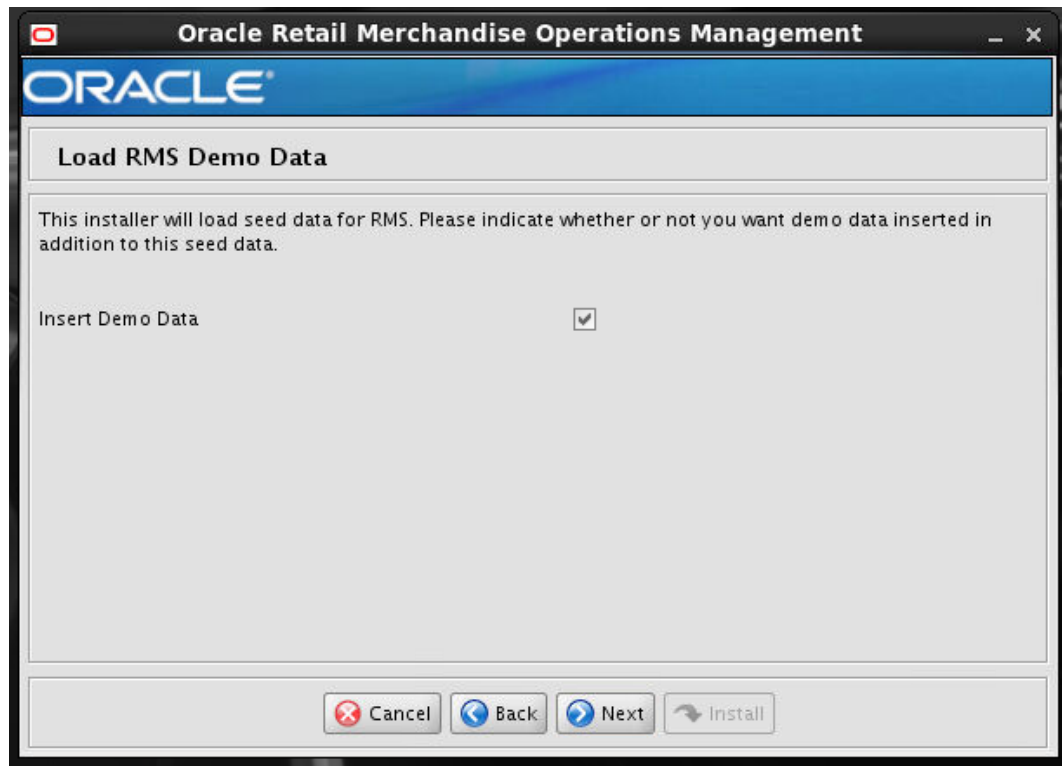 Oracle Retail Merchandise Operations Management
ORACLE®
Load RMS Demo Data
This installer will load seed data for RMS. Please indicate whether or not you want demo data inserted in
addition to this seed data.
Insert Demo Data
Cancel Back Next Install